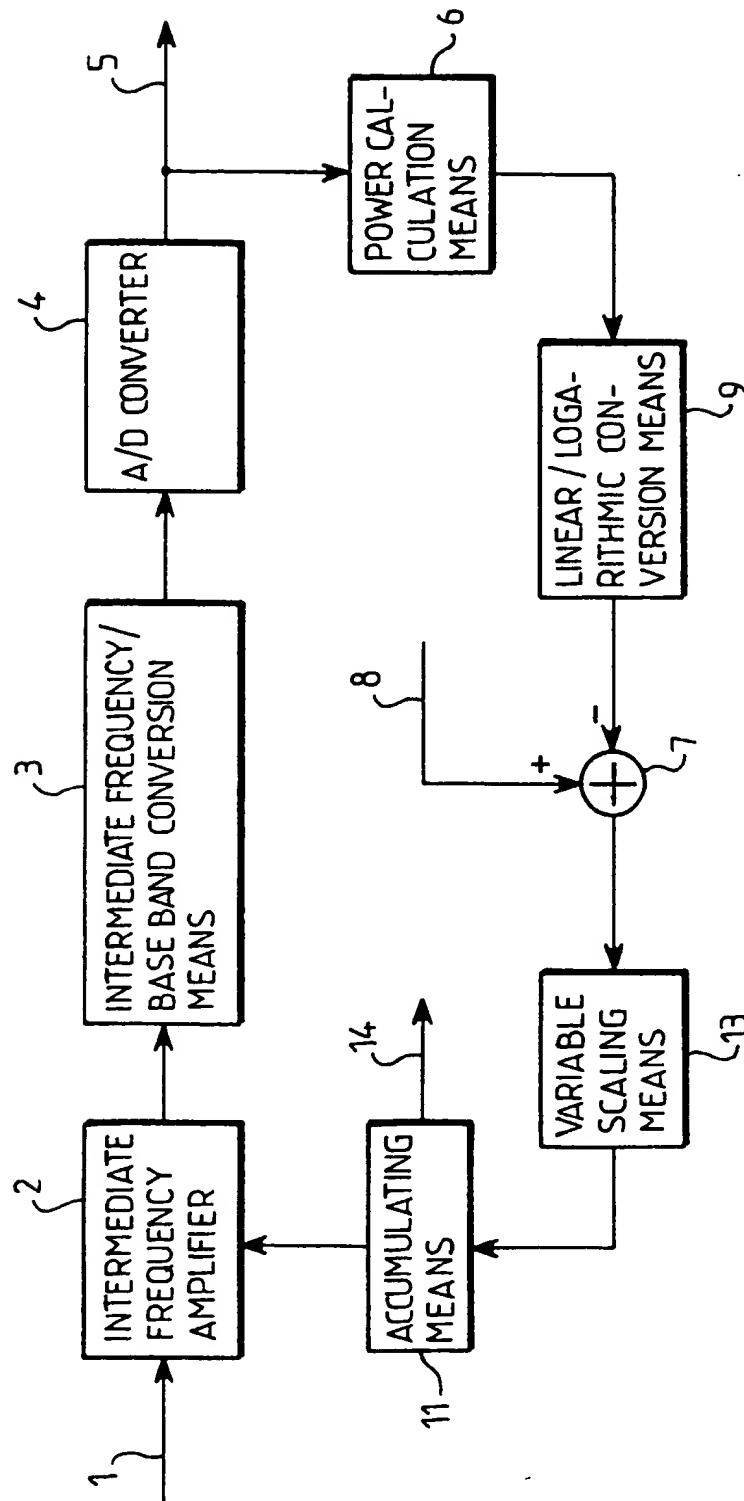 1
2
INTERMEDIATE
FREQUENCY
AMPLIFIER
3
INTERMEDIATE FREQUENCY/
BASE BAND CONVERSION
MEANS
4
A/D CONVERTER
5
6
POWER CAL-
CULATION
MEANS
9
LINEAR/LOGA-
RITHMIC CON-
VERSION MEANS
8
+
-
7
13
VARIABLE
SCALING
MEANS
11
ACCUMULATING
MEANS
14